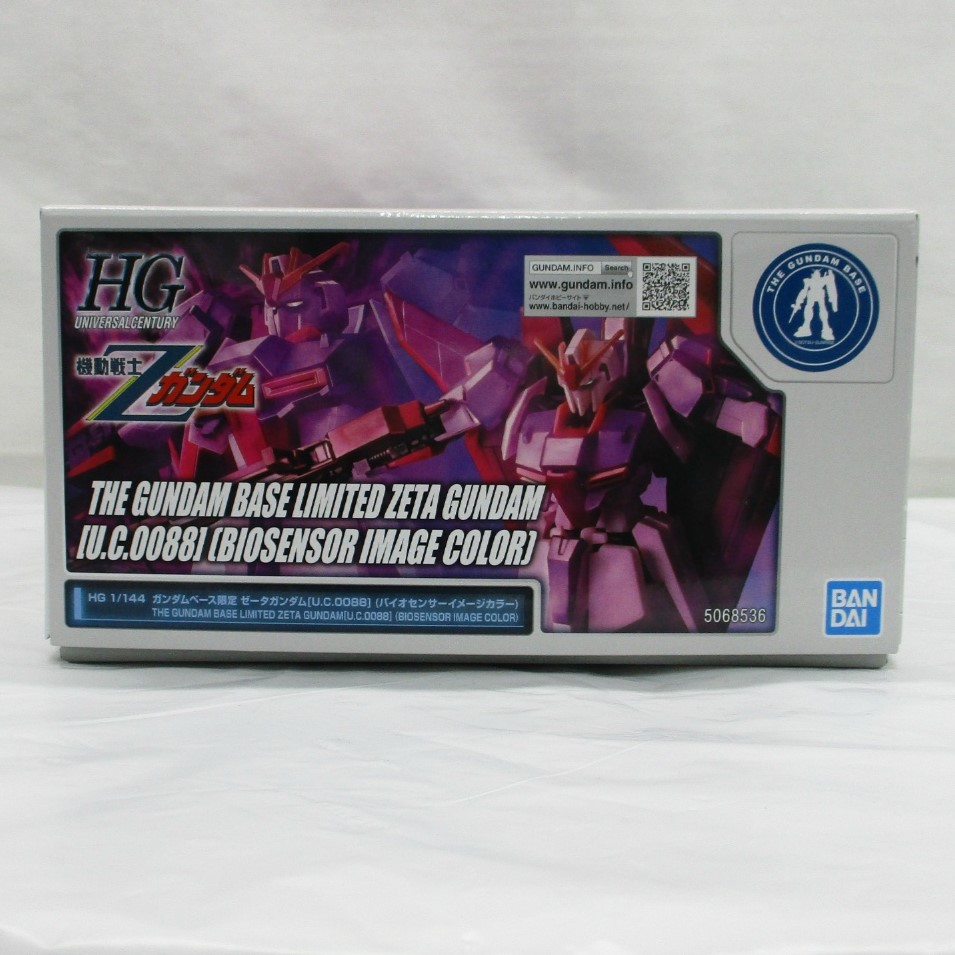 HG
UNIVERSAL CENTURY
機動戦士
Zガンダム
GUNDAM.INFO Search
www.gundam.info
バンダイホビーサイト
www.bandai-hobby.net/
THE GUNDAM BASE
THE GUNDAM BASE LIMITED ZETA GUNDAM
[U.C.0088] (BIOSENSOR IMAGE COLOR)
HG 1/144 ガンダムベース限定 ゼータガンダム[U.C.0088] (バイオセンサーイメージカラー)
THE GUNDAM BASE LIMITED ZETA GUNDAM[U.C.0088] (BIOSENSOR IMAGE COLOR)
5068536
BAN
DAI